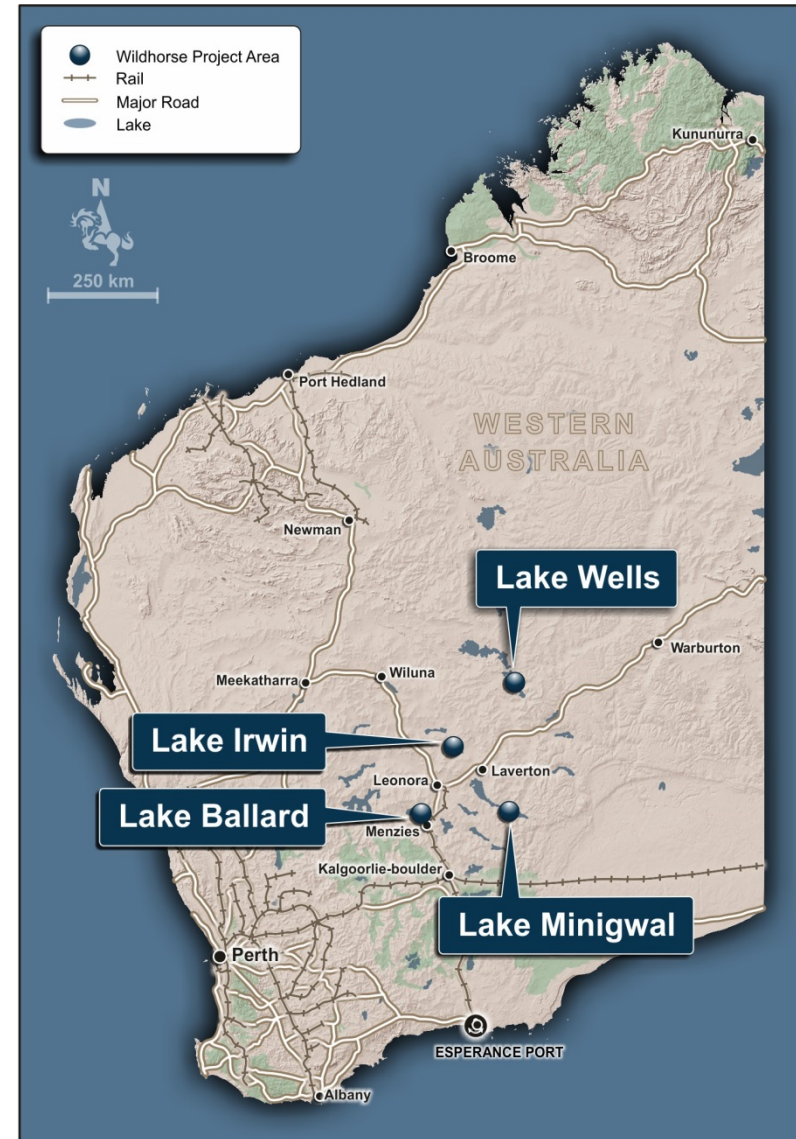 Wildhorse Project Area
Rail
Major Road
Lake
N
250 km
Kununurra
Broome
Port Hedland
WESTERN
AUSTRALIA
Newman
Lake Wells
Warburton
Meekatharra
Wiluna
Lake Irwin
Laverton
Leonora
Lake Ballard
Menzies
Kalgoorlie-boulder
Lake Minigwal
Perth
ESPERANCE PORT
Albany